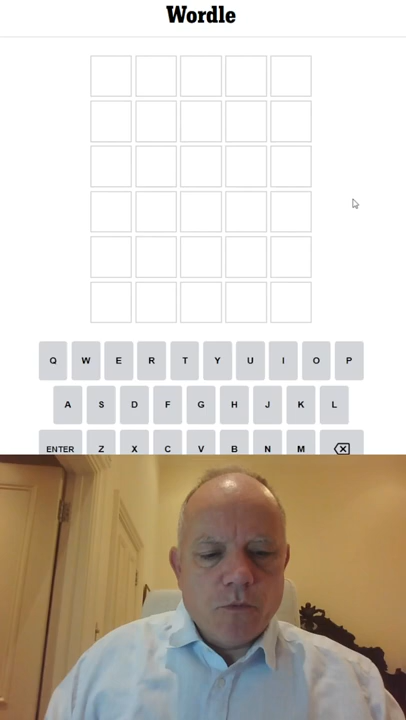 Wordle
Q W E R T Y U I O P
A S D F G H J K L
ENTER Z X C V B N M